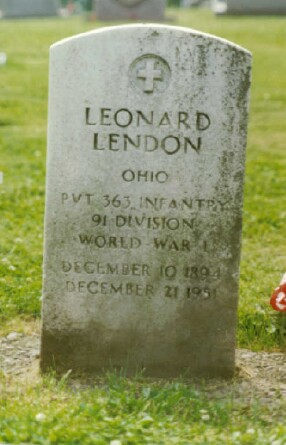 LEONARD
LENDON
OHIO
PVT 363 INFANTRY
91 DIVISION
WORLD WAR I
DECEMBER 10 1894
DECEMBER 21 1951